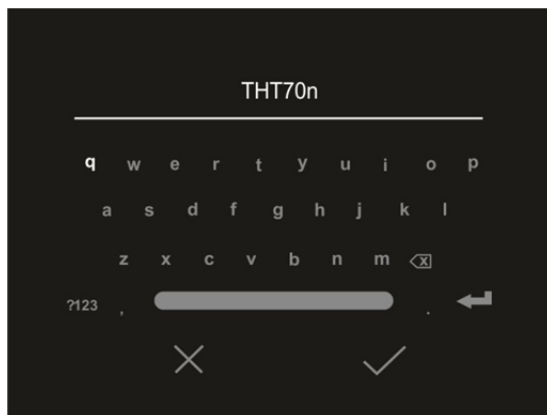 THT70n
q w e r t y u i o p
a s d f g h j k l
z x c v b n m
?123 , .